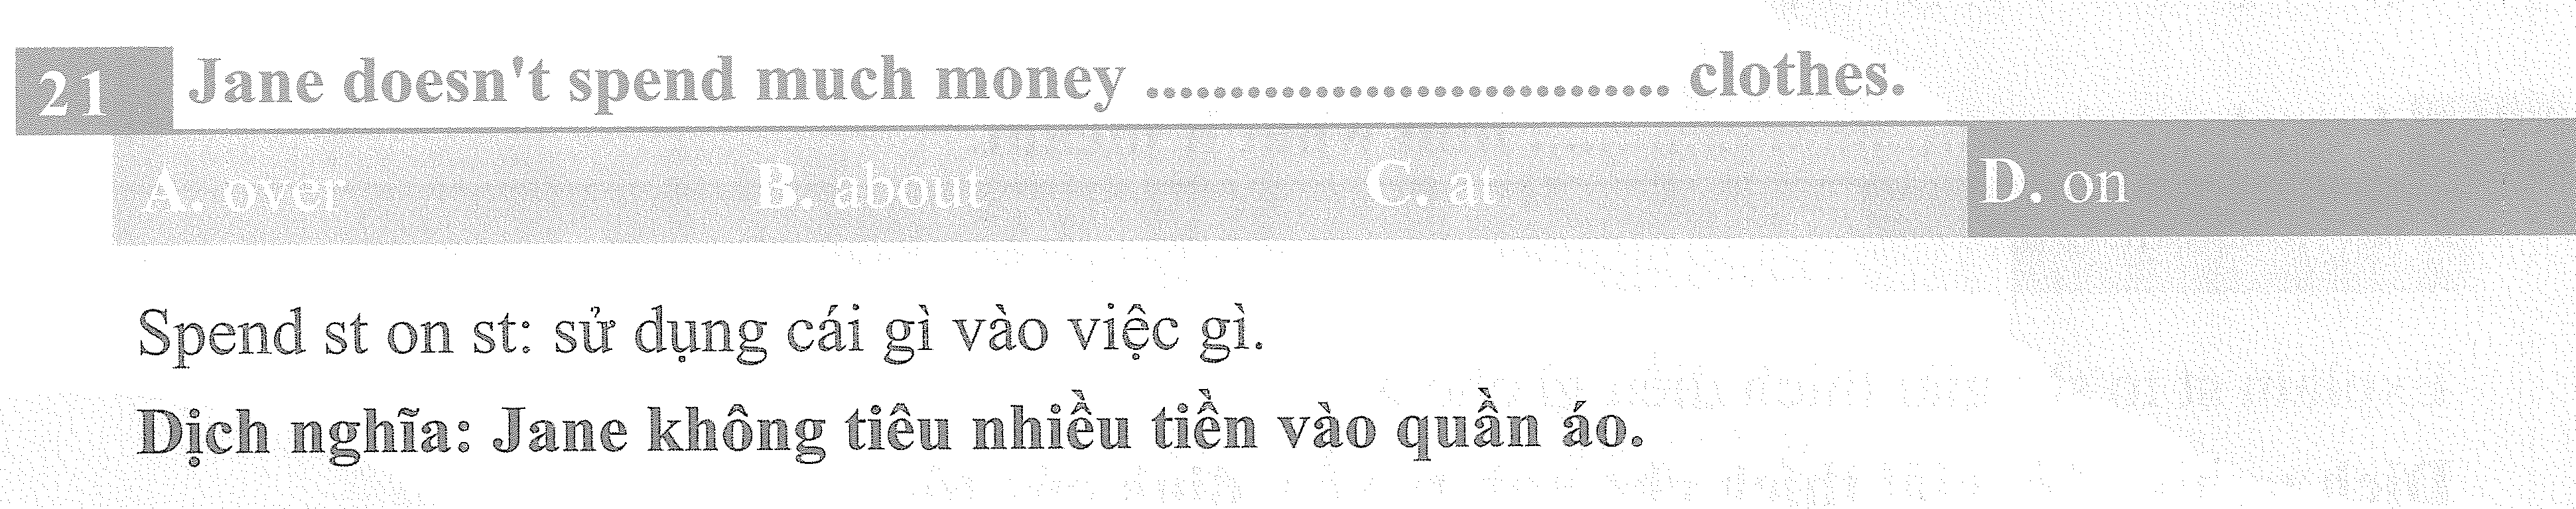 21 Jane doesn't spend much money .............................. clothes.
A. over B. about C. at D. on
Spend st on st: sử dụng cái gì vào việc gì.
Dịch nghĩa: Jane không tiêu nhiều tiền vào quần áo.